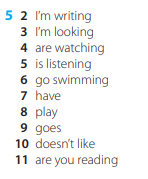 5 2 I'm writing
3 I'm looking
4 are watching
5 is listening
6 go swimming
7 have
8 play
9 goes
10 doesn't like
11 are you reading